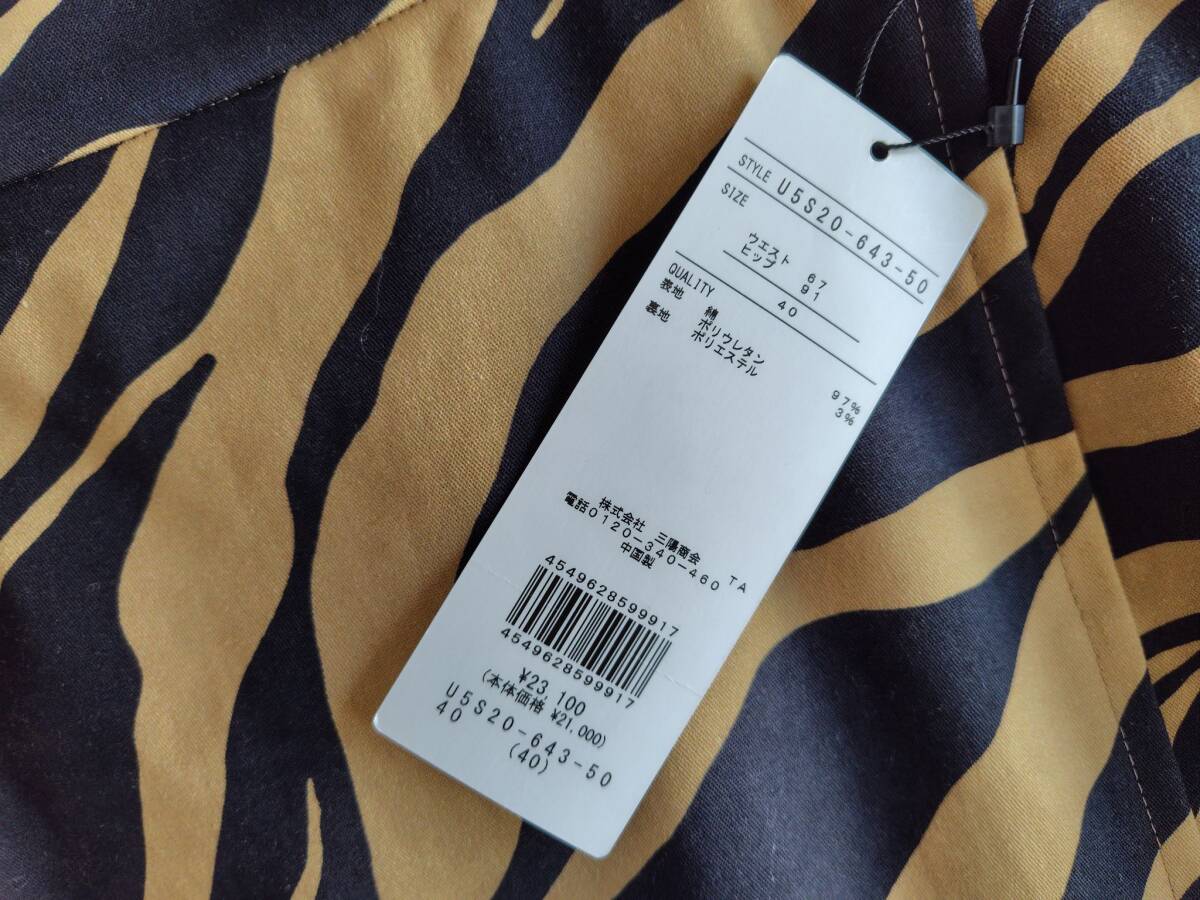 STYLE U5S20-643-50
SIZE
ウエスト 67
ヒップ 91
40
QUALITY
表地 綿 97%
ポリウレタン 3%
裏地 ポリエステル
株式会社 三陽商会
電話0120-340-460 TA
中国製
4549628599917
4549628599917
¥23,100
(本体価格 ¥21,000)
U5S20-643-50
40 (40)